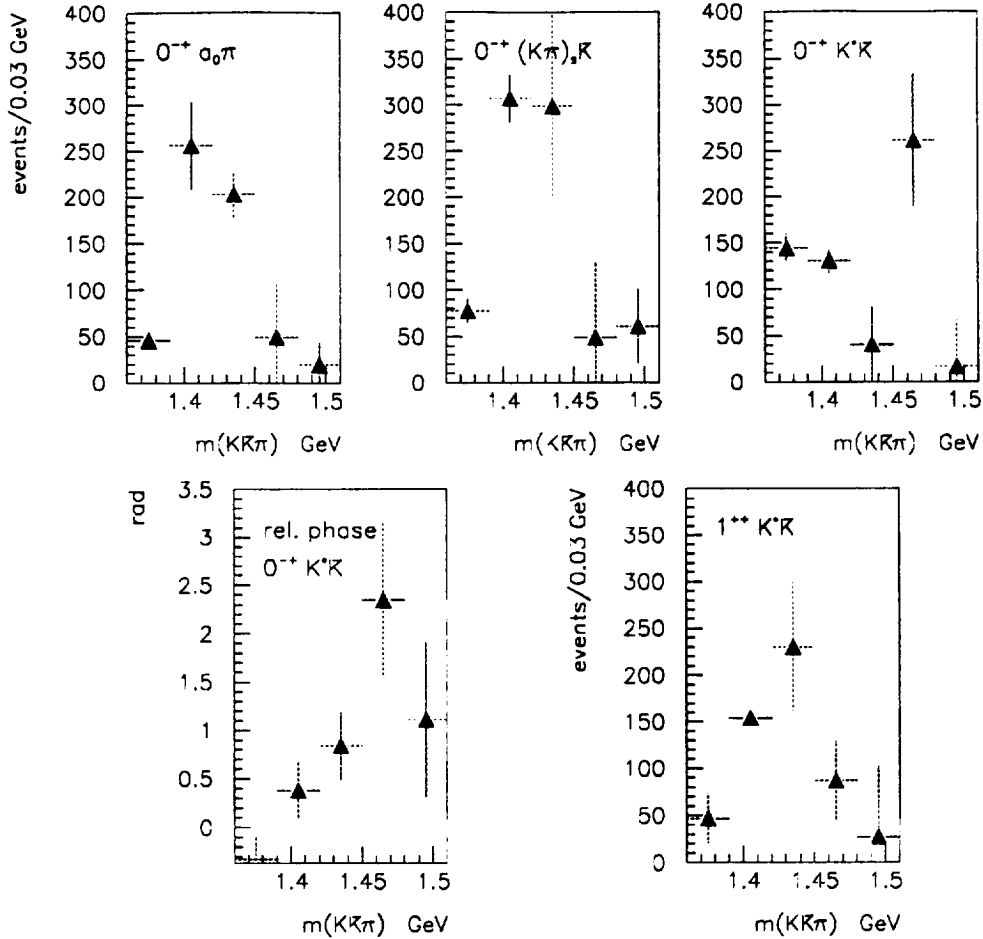 400
350
300
250
200
150
100
50
0
events/0.03 GeV
0⁻⁺ a₀π
1.4 1.45 1.5
m(KK̄π) GeV
400
350
300
250
200
150
100
50
0
0⁻⁺ (Kπ)ₛK̄
1.4 1.45 1.5
m(KK̄π) GeV
400
350
300
250
200
150
100
50
0
0⁻⁺ K*K̄
1.4 1.45 1.5
m(KK̄π) GeV
rad
3.5
3
2.5
2
1.5
1
0.5
0
rel. phase
0⁻⁺ K*K̄
1.4 1.45 1.5
m(KK̄π) GeV
events/0.03 GeV
400
350
300
250
200
150
100
50
0
1⁺⁺ K*K̄
1.4 1.45 1.5
m(KK̄π) GeV